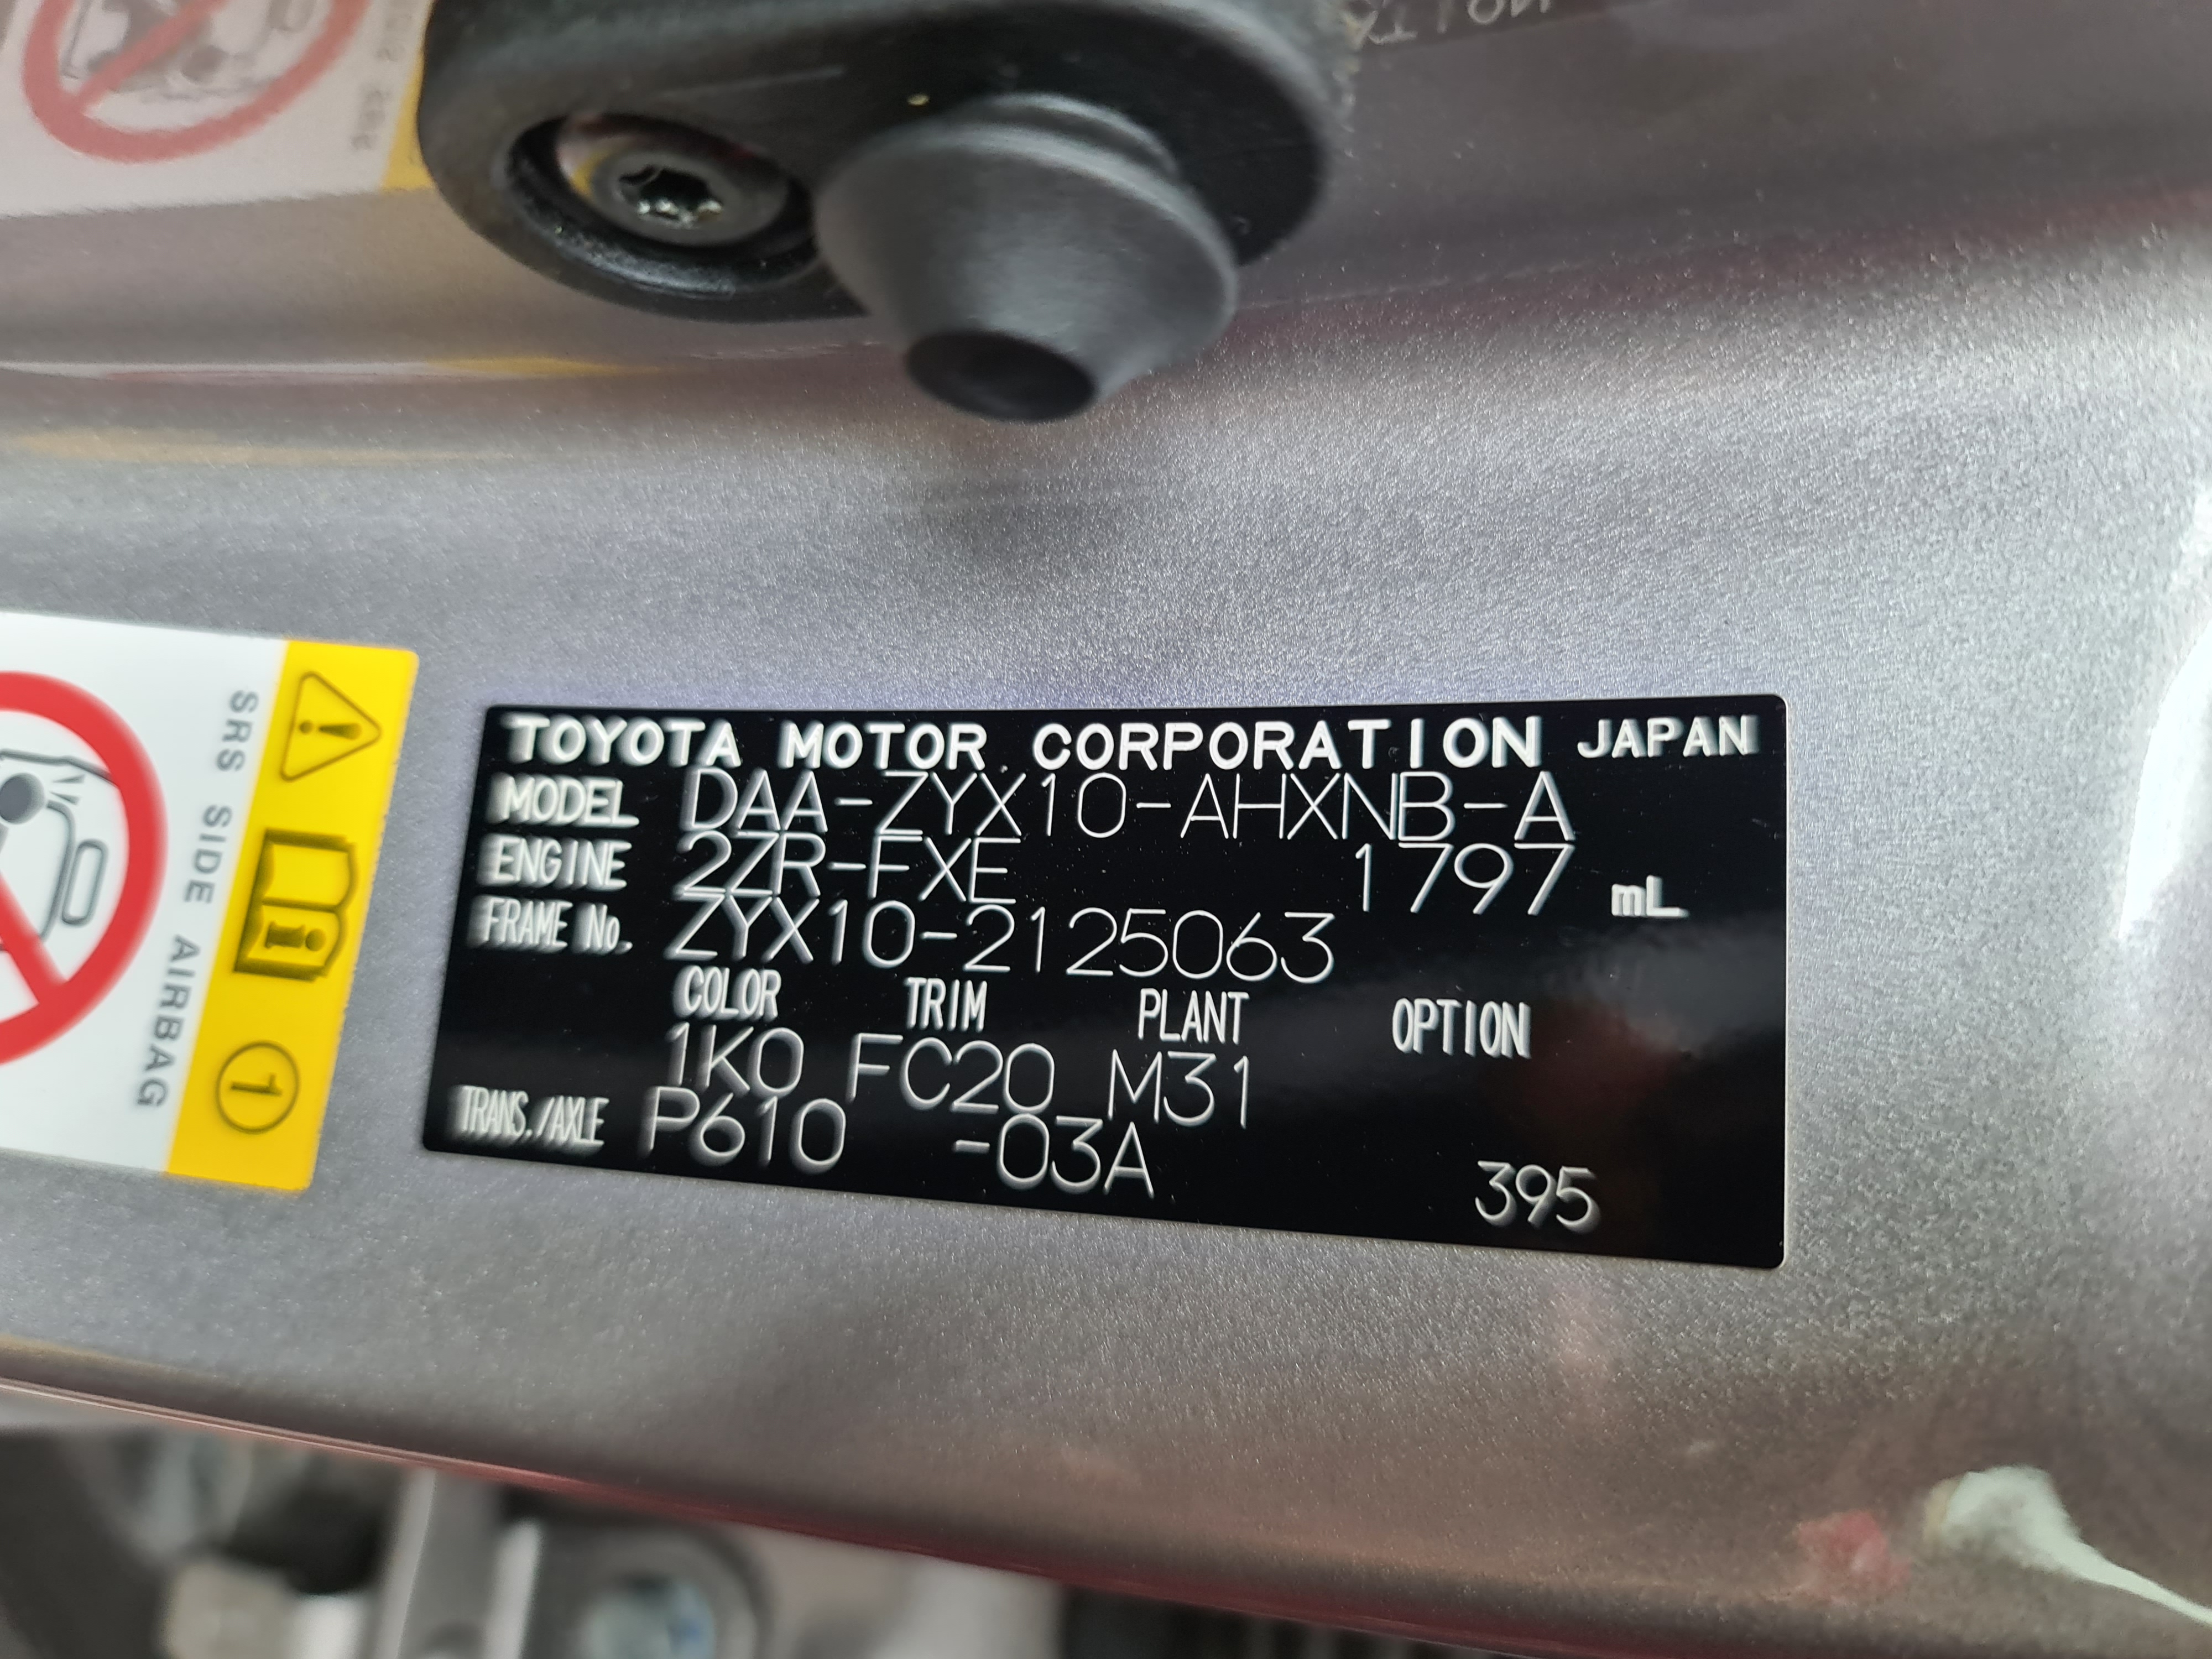 TOYOTA MOTOR CORPORATION JAPAN
MODEL DAA-ZYX10-AHXNB-A
ENGINE 2ZR-FXE 1797 mL
FRAME No. ZYX10-2125063
COLOR TRIM PLANT OPTION
1K0 FC20 M31
TRANS./AXLE P610 -03A
395
SRS SIDE AIRBAG
1